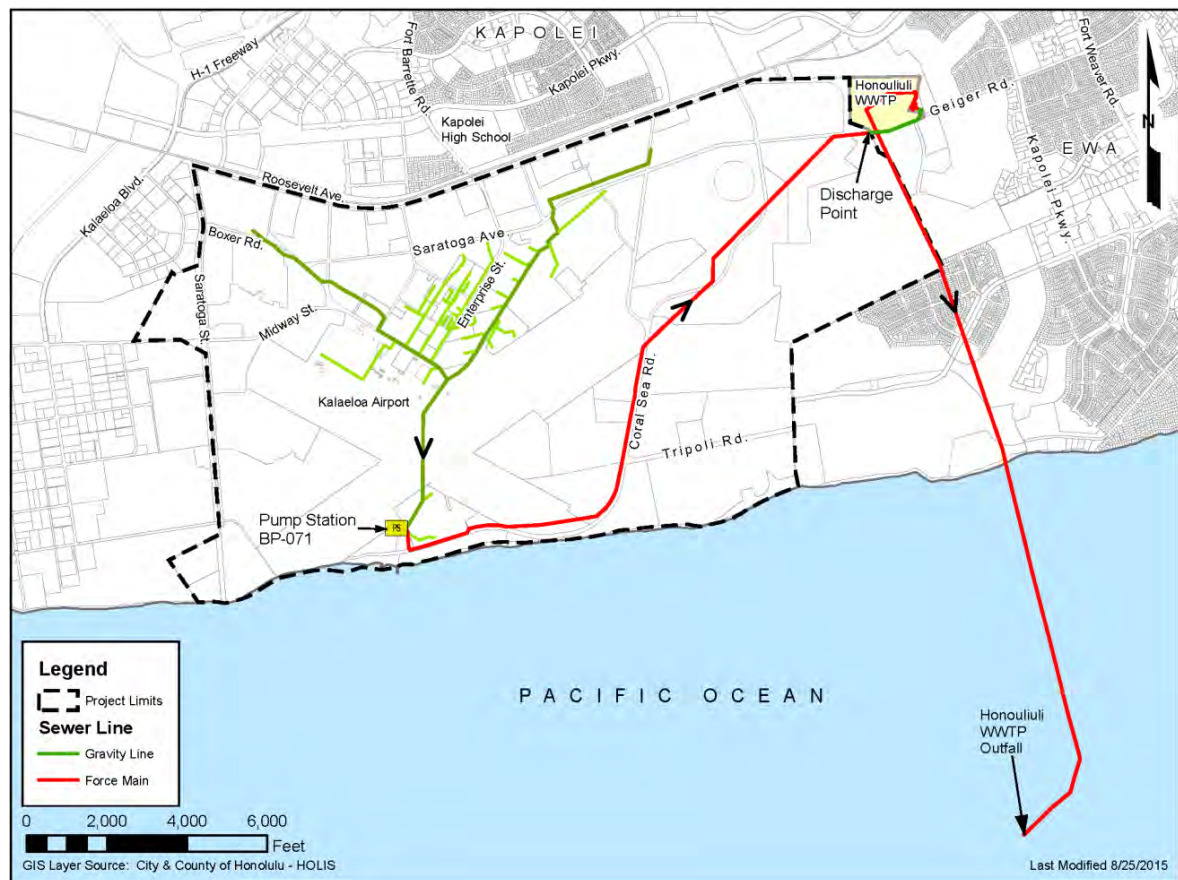 KAPOLEI
H-1 Freeway
Fort Barrette
Rd.
Kapolei Pkwy.
Fort Weaver Rd.
Kapolei
High School
Honouliuli
WWTP
Geiger Rd.
N
EWA
Kalaeloa Blvd.
Roosevelt Ave.
Discharge
Point
Kapolei
Pkwy.
Boxer Rd.
Saratoga Ave.
Saratoga St.
Midway St.
Enterprise St.
Kalaeloa Airport
Coral Sea Rd.
Tripoli Rd.
Pump Station
BP-071
PS
Legend
Project Limits
Sewer Line
Gravity Line
Force Main
PACIFIC OCEAN
Honouliuli
WWTP
Outfall
0 2,000 4,000 6,000
Feet
GIS Layer Source: City & County of Honolulu - HOLIS
Last Modified 8/25/2015